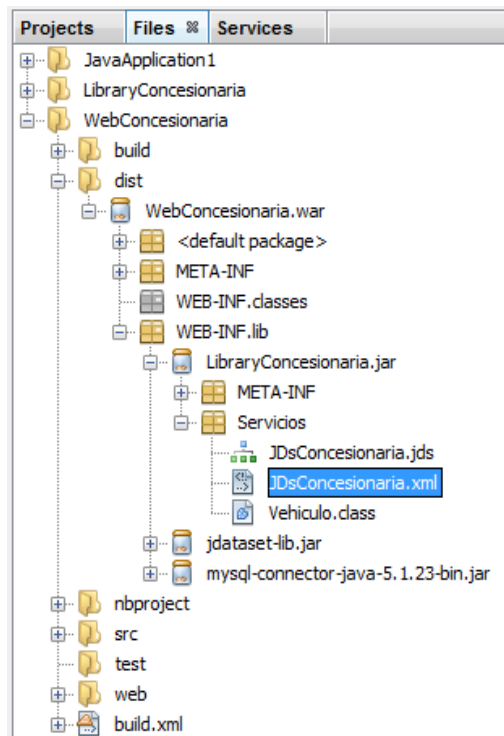 Projects Files Services
JavaApplication1
LibraryConcesionaria
WebConcesionaria
build
dist
WebConcesionaria.war
<default package>
META-INF
WEB-INF.classes
WEB-INF.lib
LibraryConcesionaria.jar
META-INF
Servicios
JDsConcesionaria.jds
JDsConcesionaria.xml
Vehiculo.class
jdataset-lib.jar
mysql-connector-java-5.1.23-bin.jar
nbproject
src
test
web
build.xml